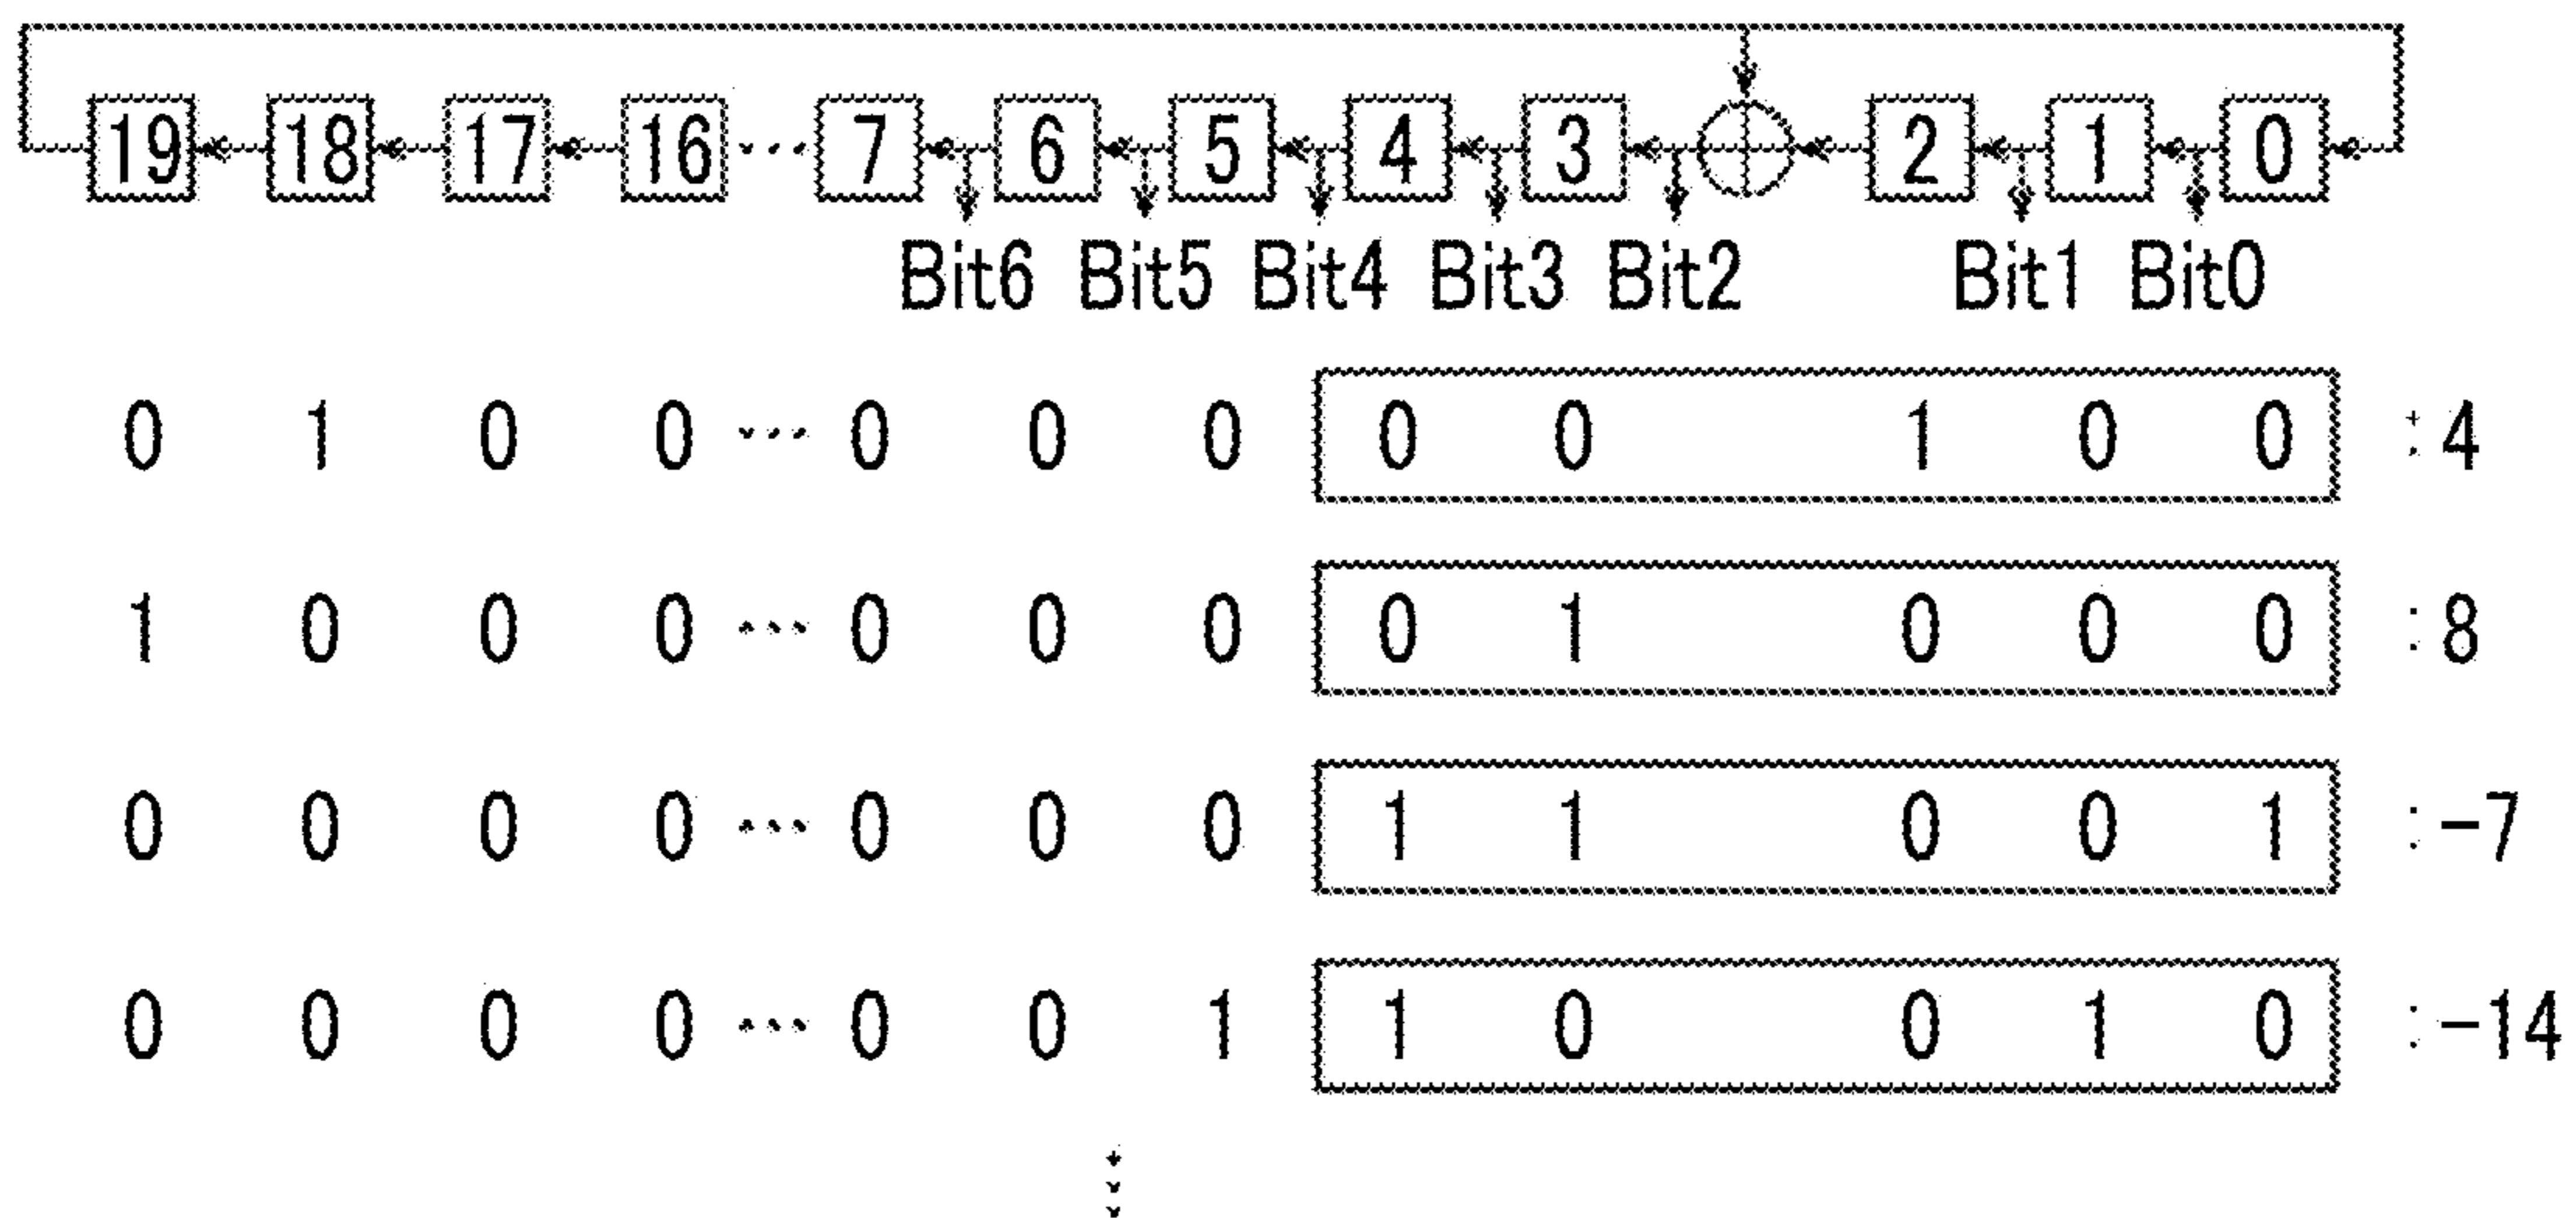 19 18 17 16 ... 7 6 5 4 3 2 1 0
Bit6 Bit5 Bit4 Bit3 Bit2 Bit1 Bit0
0 1 0 0 ... 0 0 0 0 0 1 0 0 : 4
1 0 0 0 ... 0 0 0 0 1 0 0 0 : 8
0 0 0 0 ... 0 0 0 1 1 0 0 1 : -7
0 0 0 0 ... 0 0 1 1 0 0 1 0 : -14